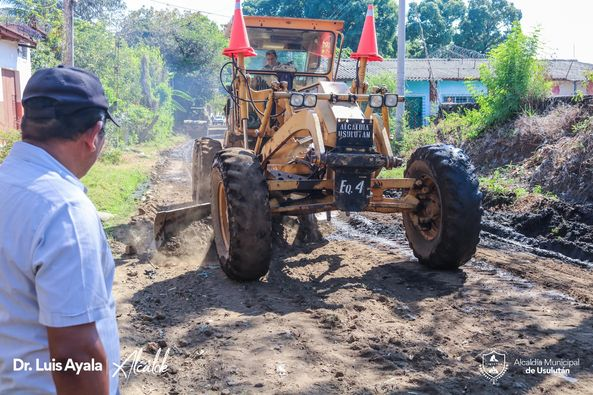 ALCALDIA
USULUTAN
Eq. 4
Dr. Luis Ayala
Alcalde
Alcaldía Municipal
de Usulután